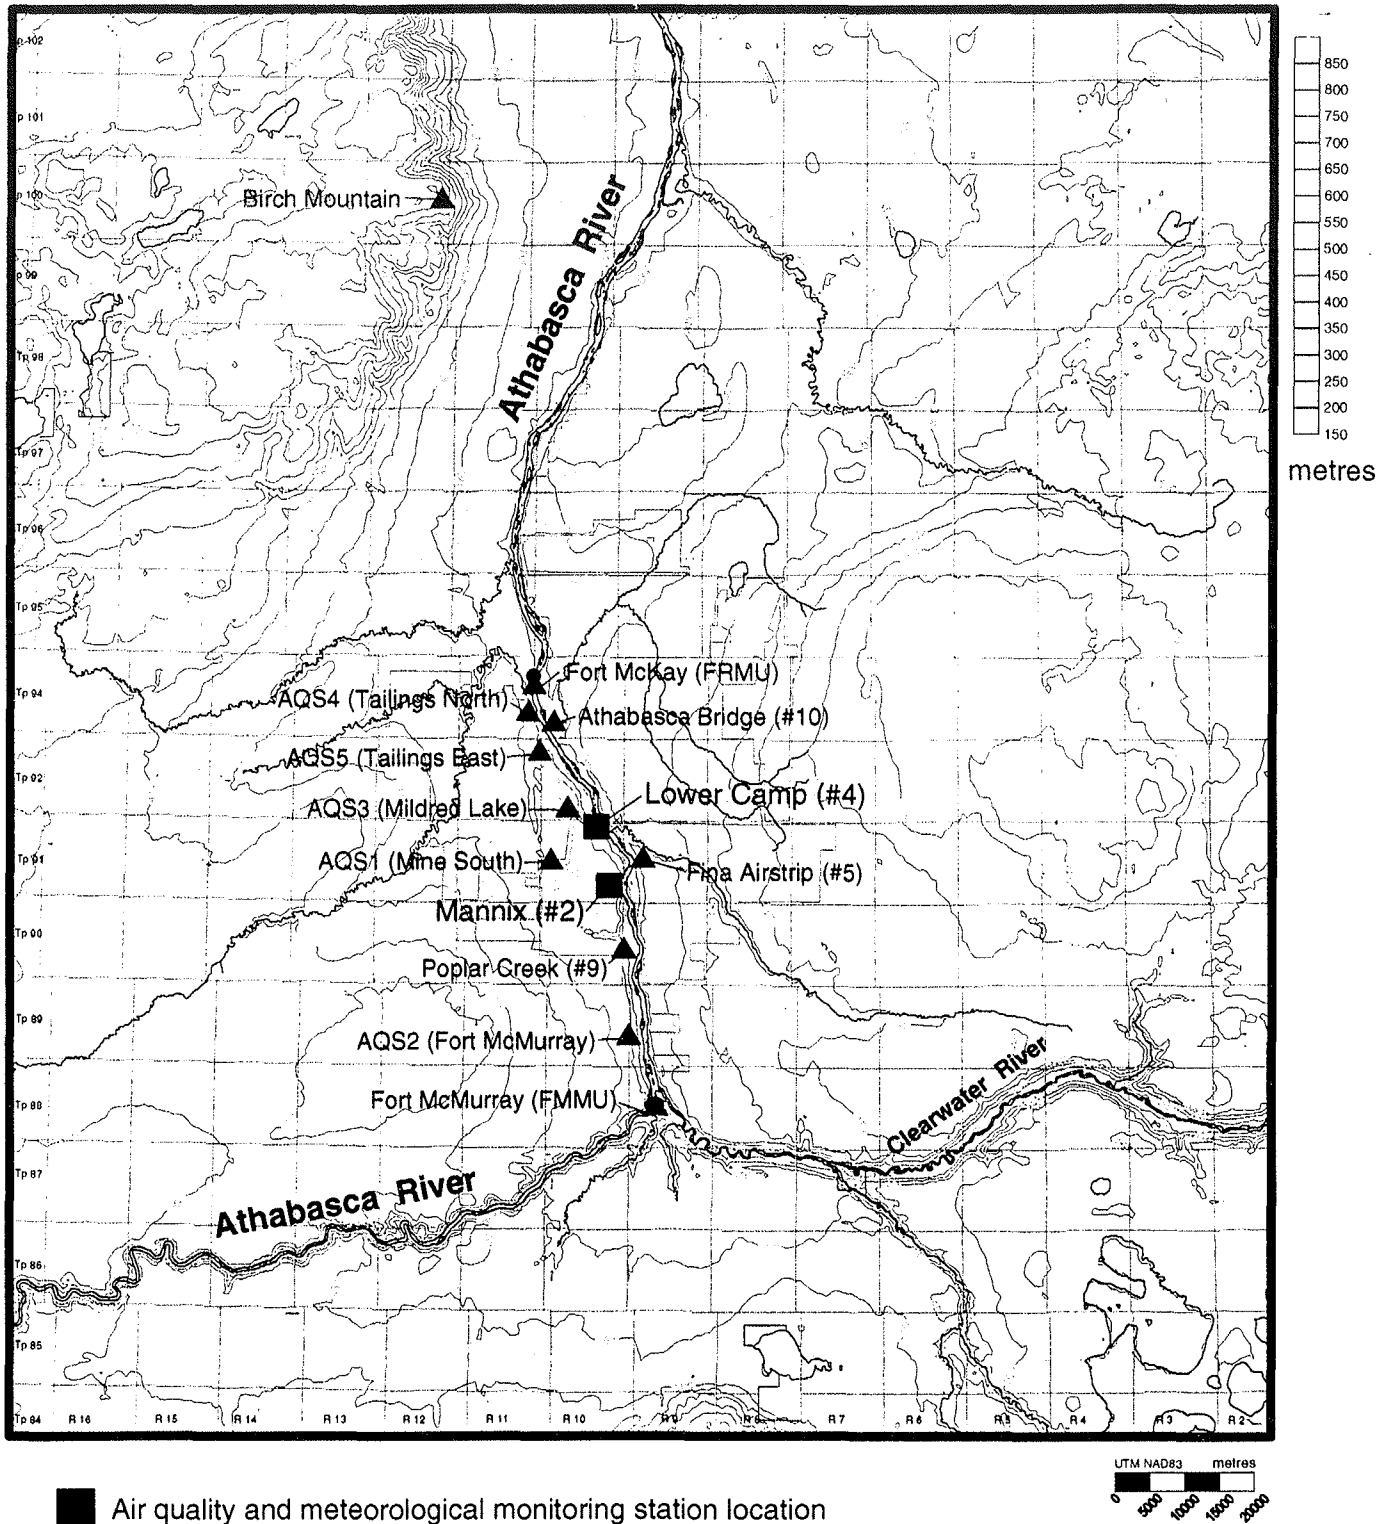 p 102
p 101
p 100
p 99
Tp 98
Tp 97
Tp 96
Tp 95
Tp 94
Tp 92
Tp 91
Tp 90
Tp 89
Tp 88
Tp 87
Tp 86
Tp 85
Tp 84
R 16
R 15
R 14
R 13
R 12
R 11
R 10
R 9
R 8
R 7
R 6
R 5
R 4
R 3
R 2
Birch Mountain
Athabasca River
Fort McKay (FRMU)
AQS4 (Tailings North)
Athabasca Bridge (#10)
AQS5 (Tailings East)
Lower Camp (#4)
AQS3 (Mildred Lake)
AQS1 (Mine South)
Fina Airstrip (#5)
Mannix (#2)
Poplar Creek (#9)
AQS2 (Fort McMurray)
Fort McMurray (FMMU)
Clearwater River
Athabasca River
850
800
750
700
650
600
550
500
450
400
350
300
250
200
150
metres
UTM NAD83 metres
0 5000 10000 15000 20000
Air quality and meteorological monitoring station location